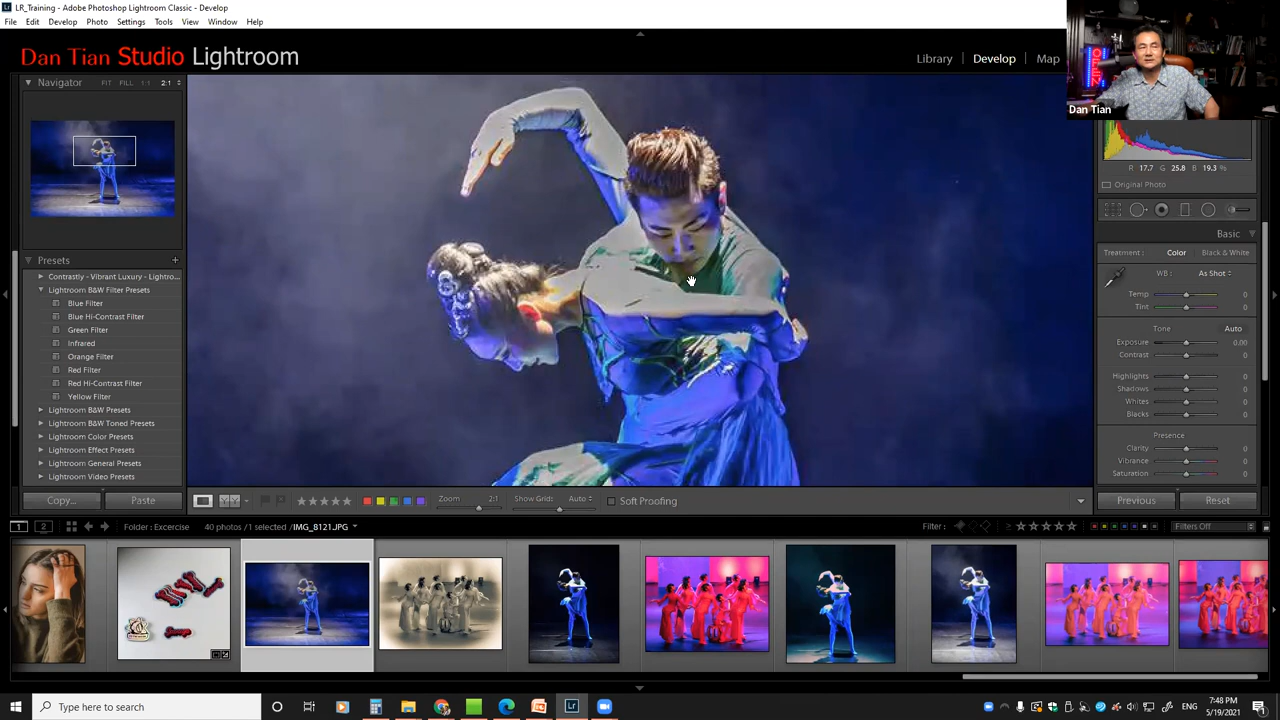 LR_Training - Adobe Photoshop Lightroom Classic - Develop
File Edit Develop Photo Settings Tools View Window Help
Dan Tian Studio Lightroom
Library Develop Map
Dan Tian
Navigator FIT FILL 1:1 2:1
Presets +
Contrastly - Vibrant Luxury - Lightro...
Lightroom B&W Filter Presets
Blue Filter
Blue Hi-Contrast Filter
Green Filter
Infrared
Orange Filter
Red Filter
Red Hi-Contrast Filter
Yellow Filter
Lightroom B&W Presets
Lightroom B&W Toned Presets
Lightroom Color Presets
Lightroom Effect Presets
Lightroom General Presets
Lightroom Video Presets
Copy... Paste
R 17.7 G 25.8 B 19.3 %
Original Photo
Basic
Treatment: Color Black & White
WB: As Shot
Temp 0
Tint 0
Tone Auto
Exposure 0.00
Contrast 0
Highlights 0
Shadows 0
Whites 0
Blacks 0
Presence
Clarity 0
Vibrance 0
Saturation 0
Previous Reset
Zoom 2:1 Show Grids: Auto Soft Proofing
1 2 Folder: Excercise 40 photos /1 selected /IMG_8121.JPG Filter: Filters Off
Type here to search
ENG 7:48 PM
5/19/2021